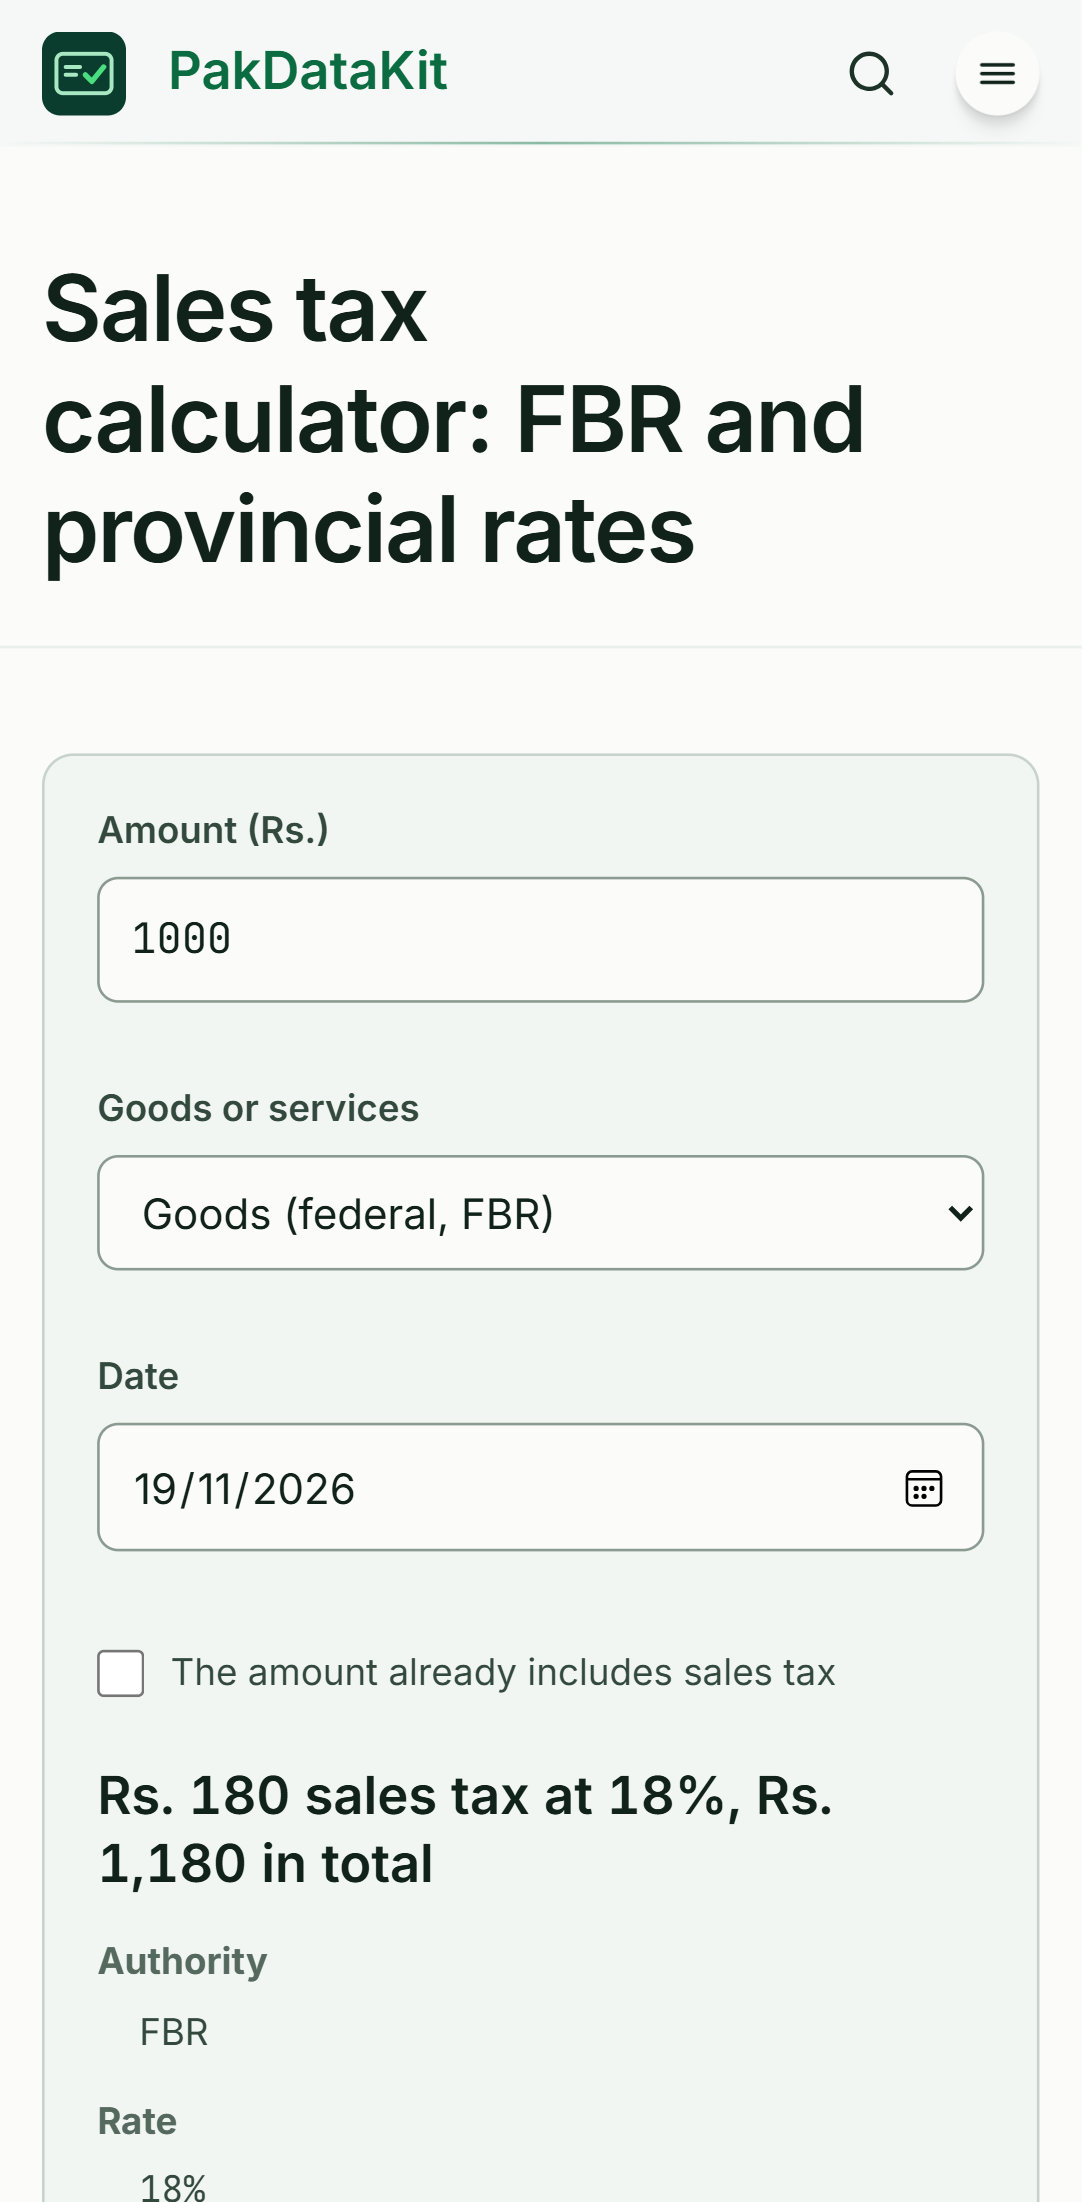 PakDataKit
Sales tax
calculator: FBR and
provincial rates
Amount (Rs.)
1000
Goods or services
Goods (federal, FBR)
Date
19/11/2026
The amount already includes sales tax
Rs. 180 sales tax at 18%, Rs.
1,180 in total
Authority
FBR
Rate
18%